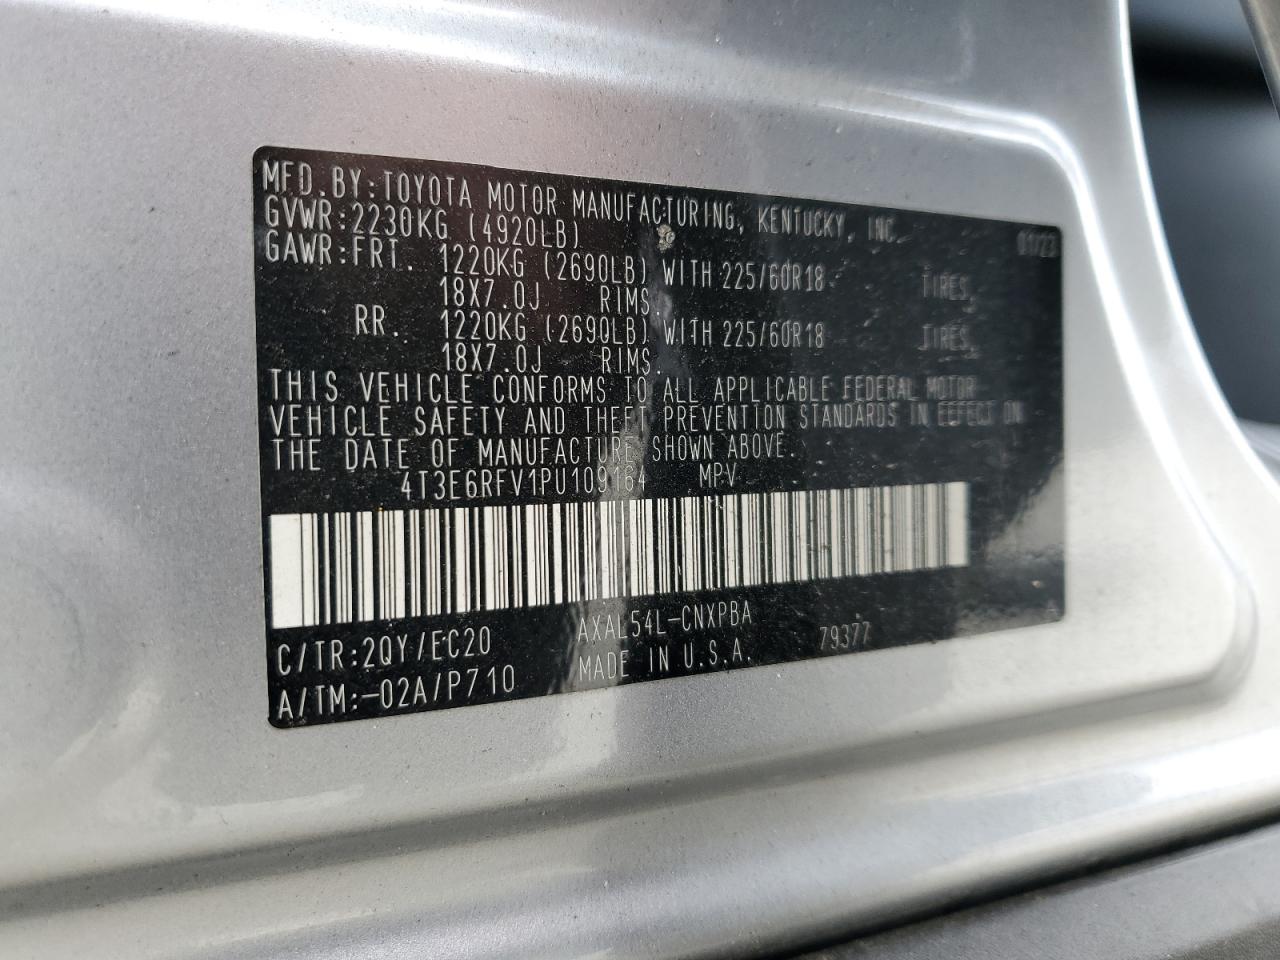 MFD.BY:TOYOTA MOTOR MANUFACTURING, KENTUCKY, INC. 01/23
GVWR:2230KG (4920LB)
GAWR:FRT. 1220KG (2690LB) WITH 225/60R18 TIRES,
18X7.0J RIMS.
RR. 1220KG (2690LB) WITH 225/60R18 TIRES,
18X7.0J RIMS.
THIS VEHICLE CONFORMS TO ALL APPLICABLE FEDERAL MOTOR
VEHICLE SAFETY AND THEFT PREVENTION STANDARDS IN EFFECT ON
THE DATE OF MANUFACTURE SHOWN ABOVE.
4T3E6RFV1PU109164 MPV
C/TR:2QY/EC20 AXAL54L-CNXPBA
A/TM:-02A/P710 MADE IN U.S.A. 79377